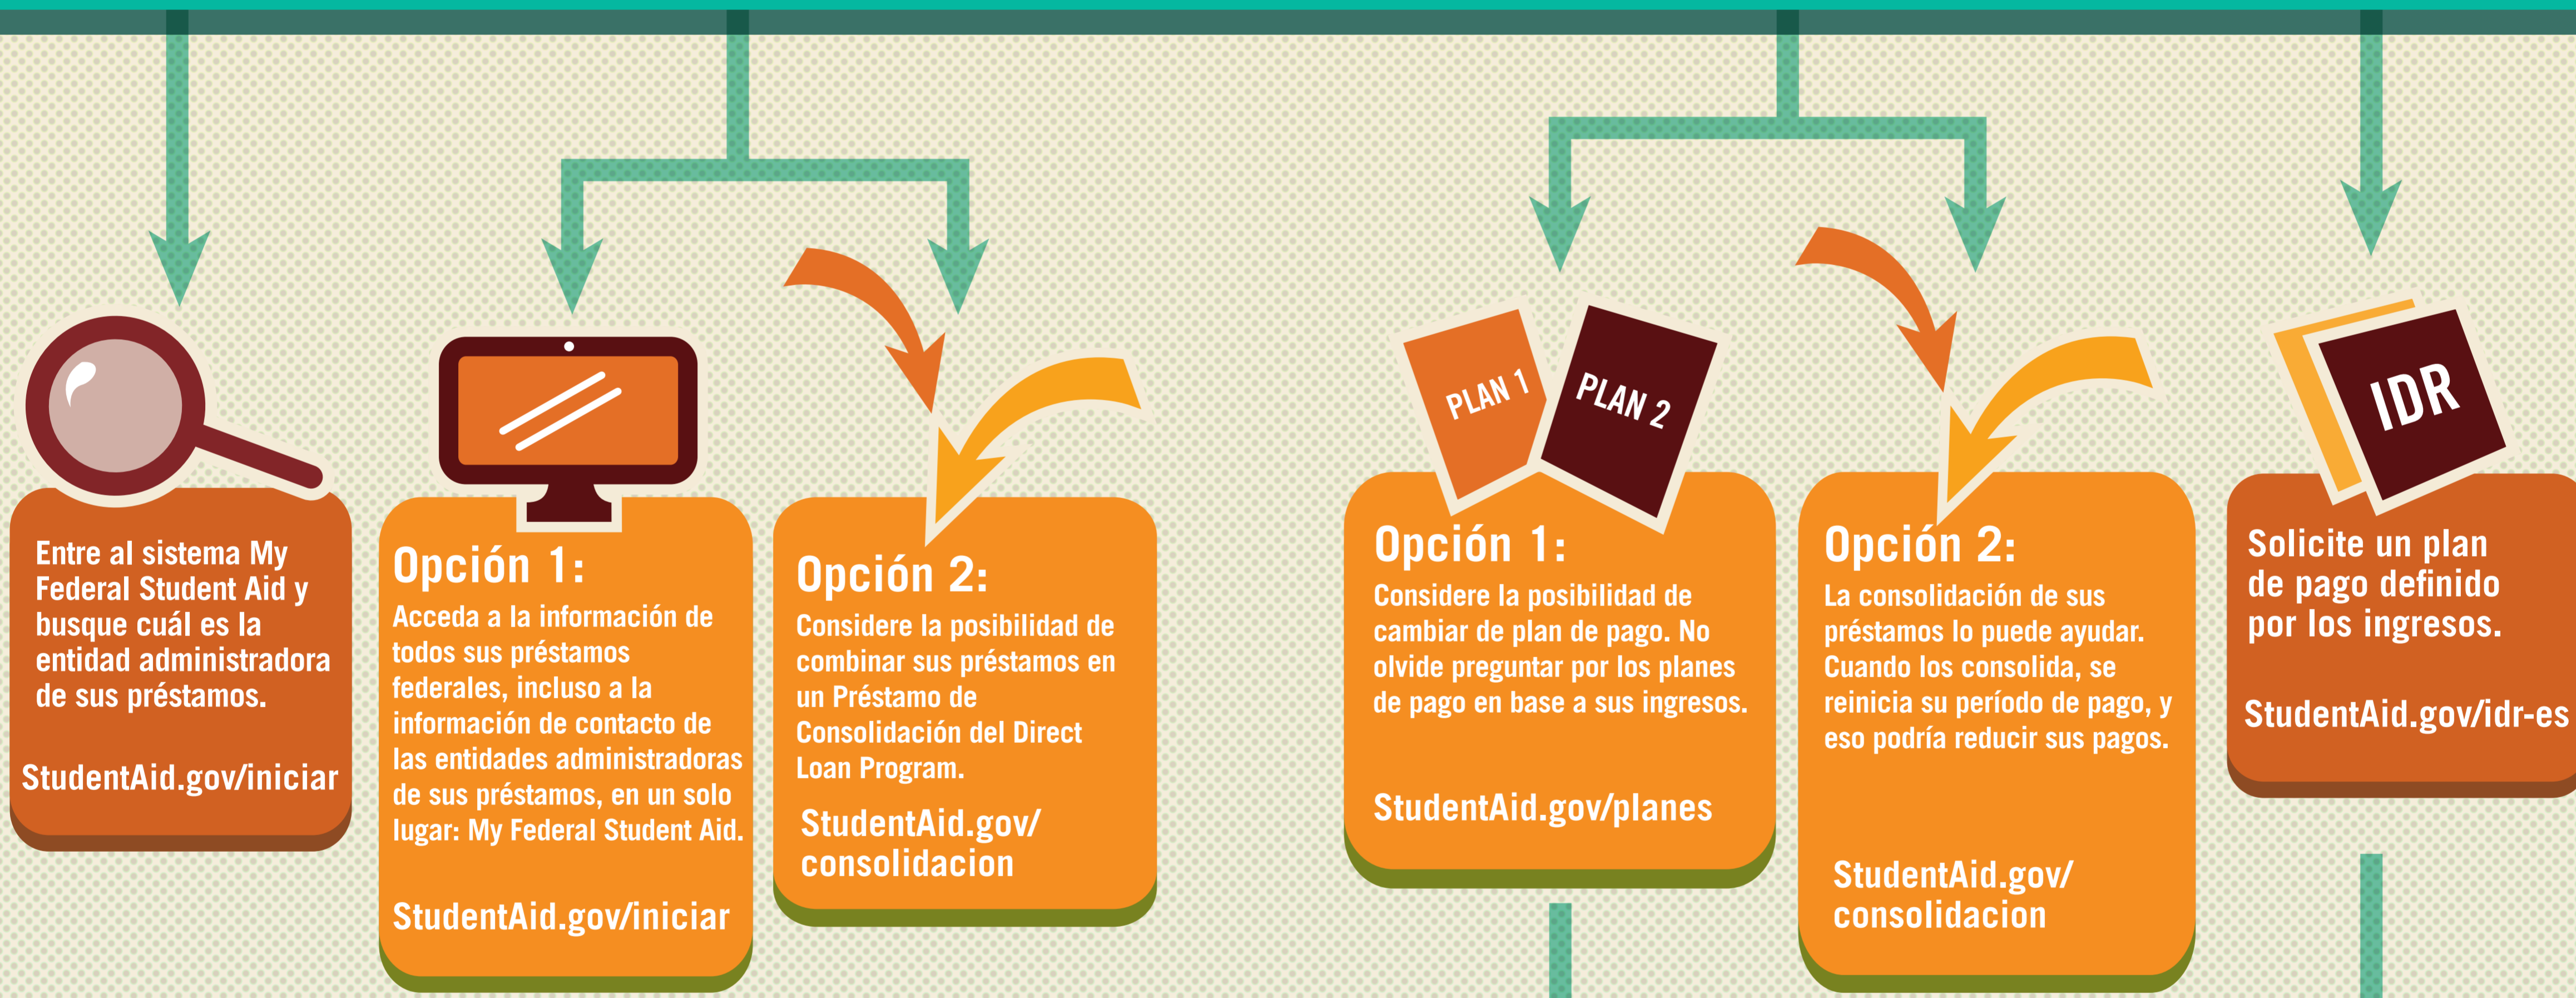 Entre al sistema My
Federal Student Aid y
busque cuál es la
entidad administradora
de sus préstamos.
StudentAid.gov/iniciar
Opción 1:
Acceda a la información de
todos sus préstamos
federales, incluso a la
información de contacto de
las entidades administradoras
de sus préstamos, en un solo
lugar: My Federal Student Aid.
StudentAid.gov/iniciar
Opción 2:
Considere la posibilidad de
combinar sus préstamos en
un Préstamo de
Consolidación del Direct
Loan Program.
StudentAid.gov/
consolidacion
PLAN 1
PLAN 2
Opción 1:
Considere la posibilidad de
cambiar de plan de pago. No
olvide preguntar por los planes
de pago en base a sus ingresos.
StudentAid.gov/planes
Opción 2:
La consolidación de sus
préstamos lo puede ayudar.
Cuando los consolida, se
reinicia su período de pago, y
eso podría reducir sus pagos.
StudentAid.gov/
consolidacion
IDR
Solicite un plan
de pago definido
por los ingresos.
StudentAid.gov/idr-es